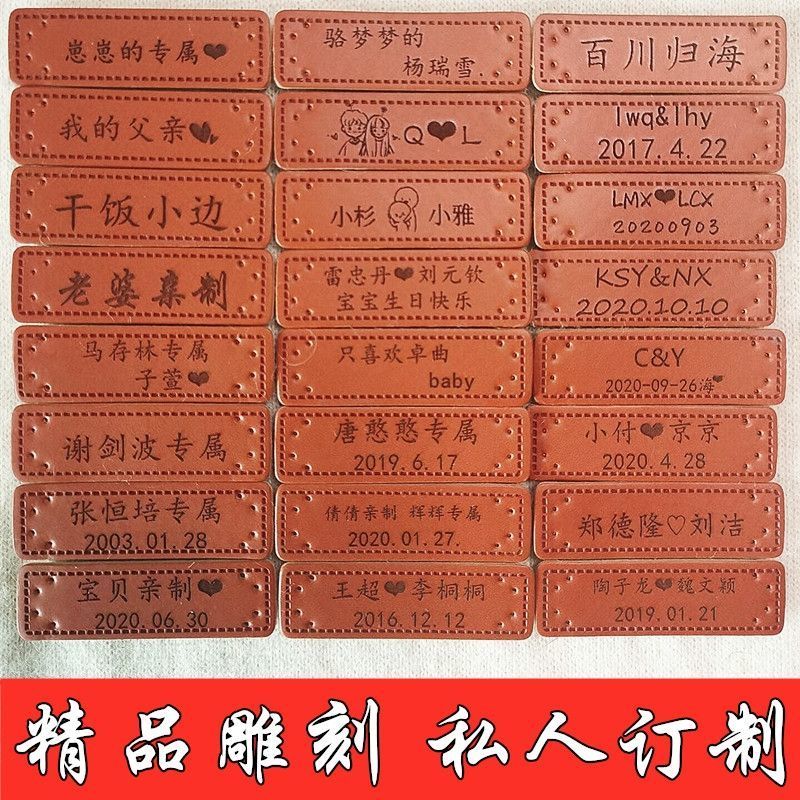 崽崽的专属❤
骆梦梦的
杨瑞雪.
百川归海
我的父亲
Q❤L
lwq&lhy
2017.4.22
干饭小边
小杉 小雅
LMX❤LCX
20200903
老婆亲制
雷忠丹❤刘元钦
宝宝生日快乐
KSY&NX
2020.10.10
马存林专属
子萱❤
只喜欢卓曲
baby
C&Y
2020-09-26海❤
谢剑波专属
唐憨憨专属
2019.6.17
小付❤京京
2020.4.28
张恒培专属
2003.01.28
倩倩亲制 辉辉专属
2020.01.27.
郑德隆♡刘洁
宝贝亲制❤
2020.06.30
王超❤李桐桐
2016.12.12
陶子龙❤魏文颖
2019.01.21
精品雕刻 私人订制